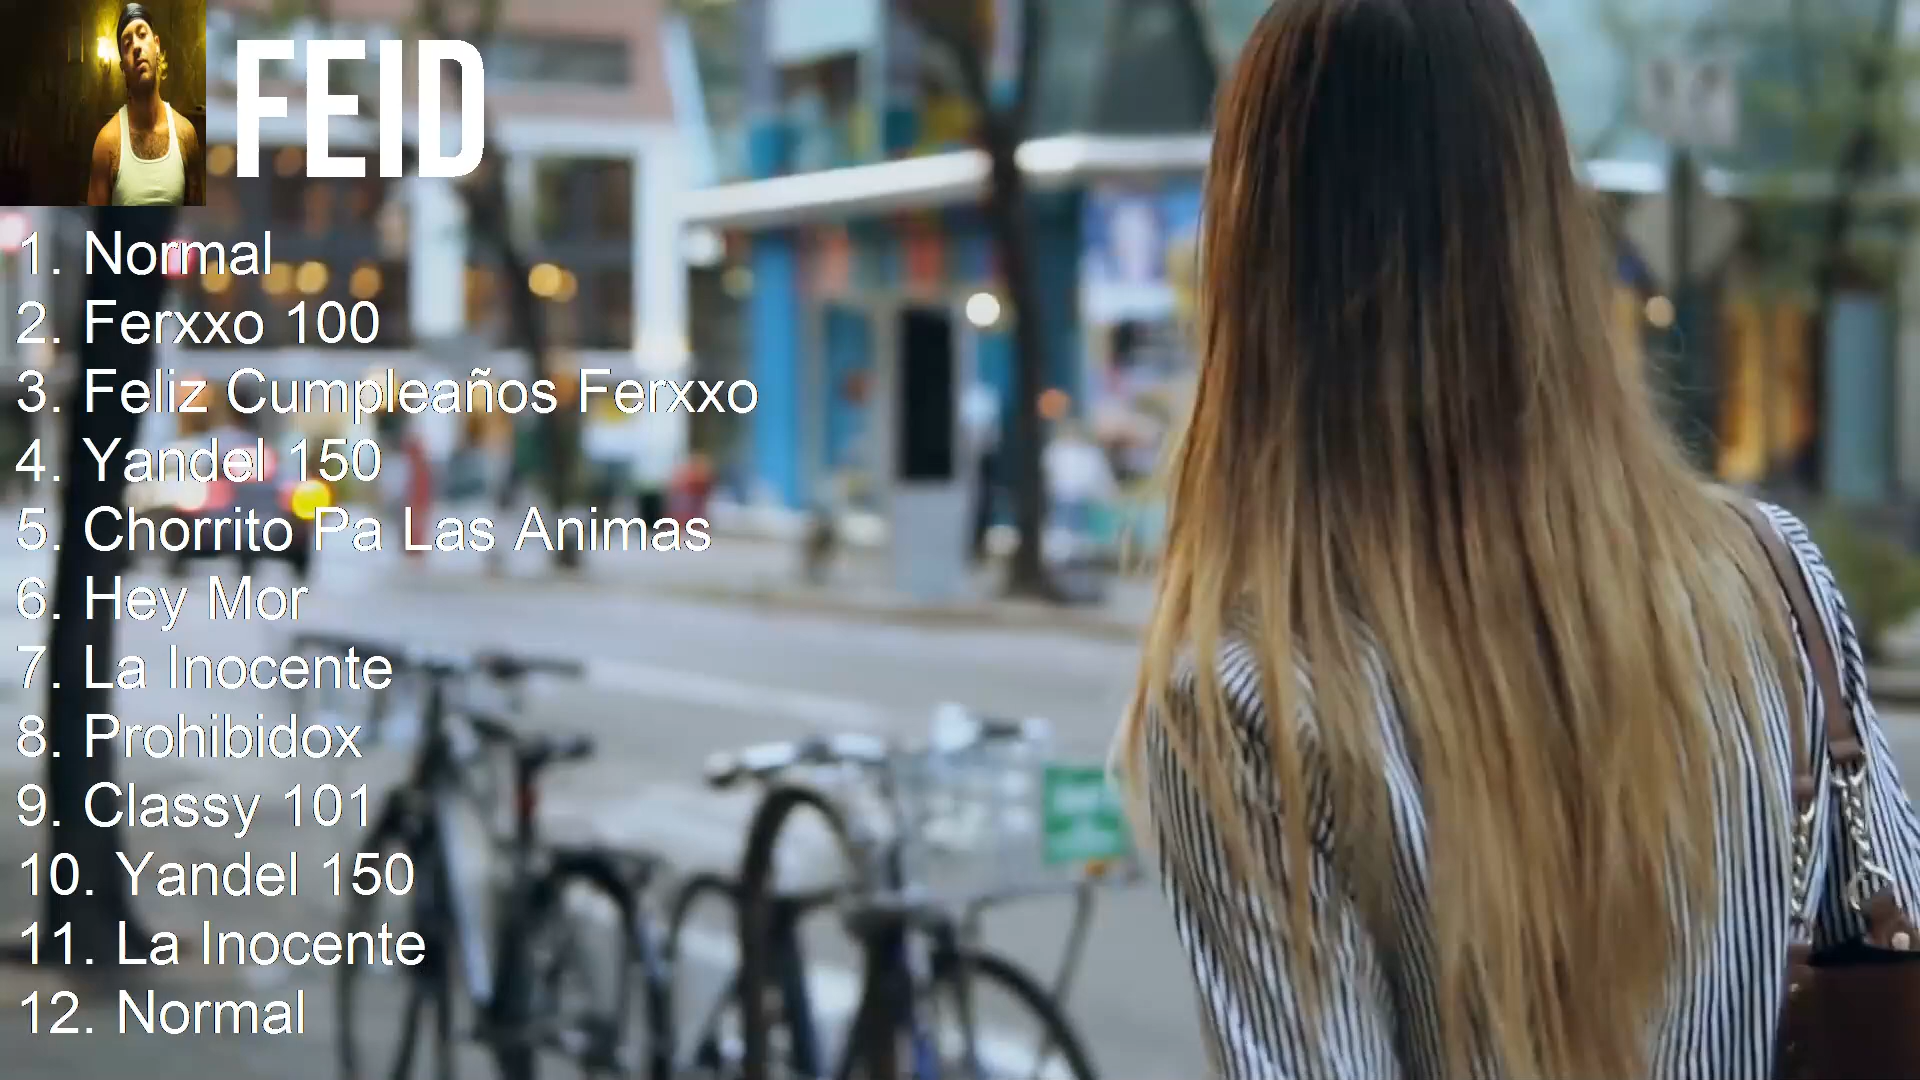 FEID
1. Normal
2. Ferxxo 100
3. Feliz Cumpleaños Ferxxo
4. Yandel 150
5. Chorrito Pa Las Animas
6. Hey Mor
7. La Inocente
8. Prohibidox
9. Classy 101
10. Yandel 150
11. La Inocente
12. Normal